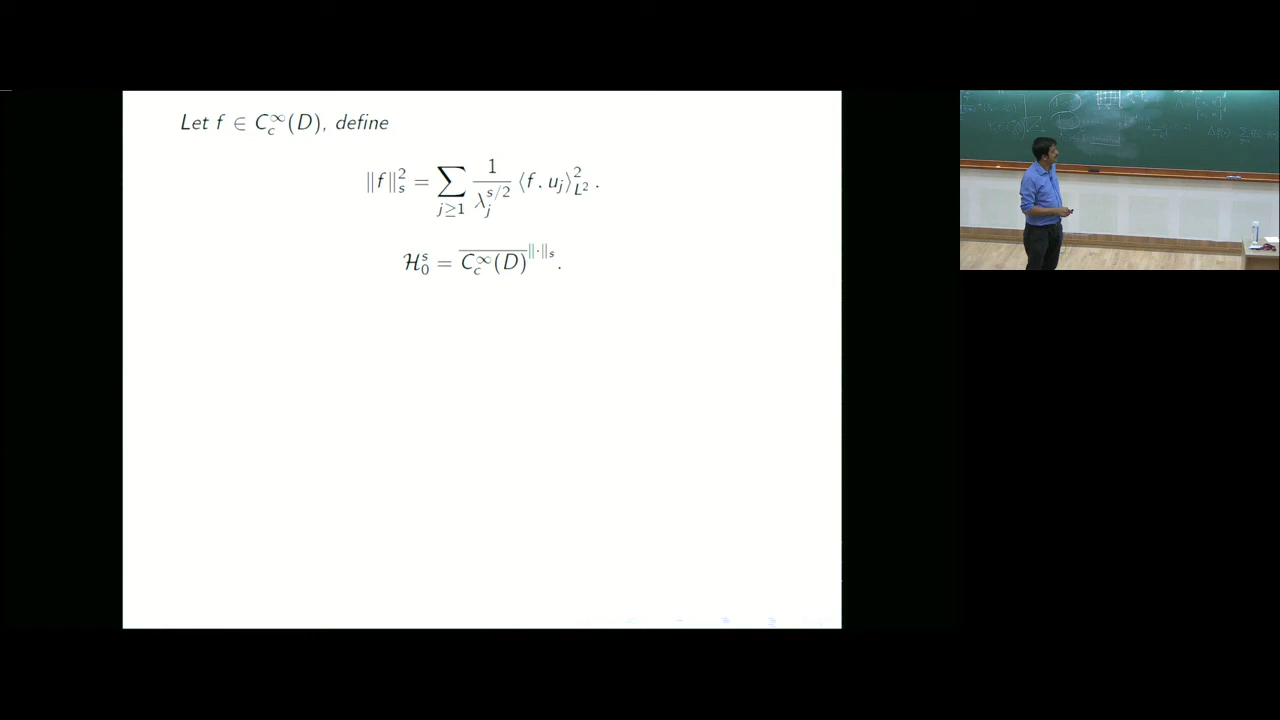 Let f ∈ C_c^∞(D), define
‖f‖_s^2 = ∑_{j≥1} 1/λ_j^{s/2} ⟨f . u_j⟩_{L^2}^2 .
ℋ_0^s = \overline{C_c^∞(D)}^{‖·‖_s} .